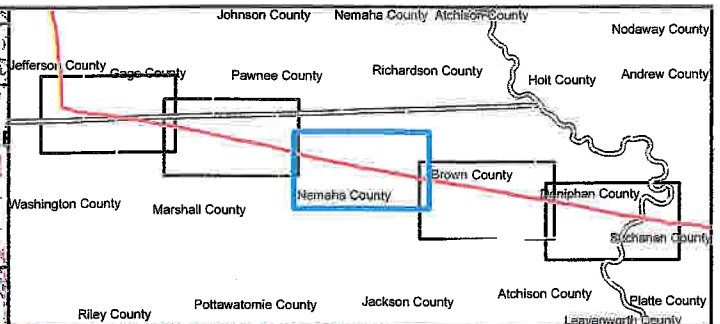 Johnson County
Nemaha County
Atchison County
Nodaway County
Jefferson County
Gage County
Pawnee County
Richardson County
Holt County
Andrew County
Brown County
Nemaha County
Doniphan County
Washington County
Marshall County
Buchanan County
Riley County
Pottawatomie County
Jackson County
Atchison County
Platte County
Leavenworth County